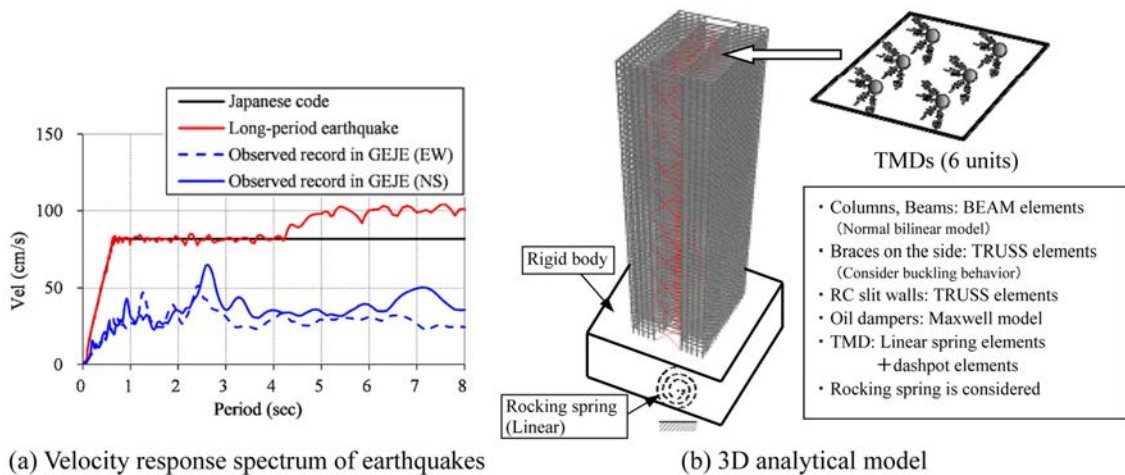 Japanese code
Long-period earthquake
Observed record in GEJE (EW)
Observed record in GEJE (NS)
150
100
50
0
Vel (cm/s)
0 1 2 3 4 5 6 7 8
Period (sec)
(a) Velocity response spectrum of earthquakes
TMDs (6 units)
Rigid body
Rocking spring
(Linear)
・Columns, Beams: BEAM elements
(Normal bilinear model)
・Braces on the side: TRUSS elements
(Consider buckling behavior)
・RC slit walls: TRUSS elements
・Oil dampers: Maxwell model
・TMD: Linear spring elements
+dashpot elements
・Rocking spring is considered
(b) 3D analytical model